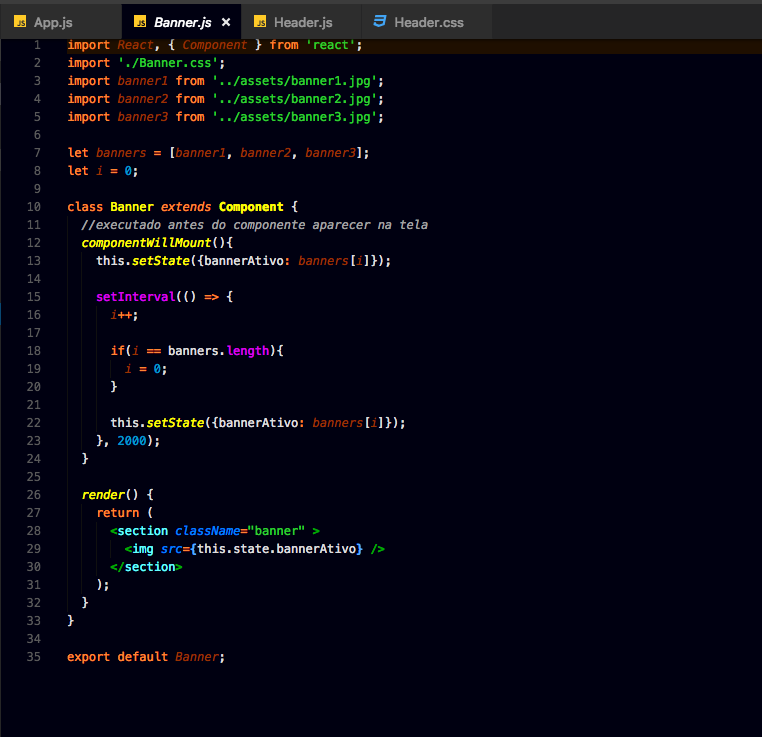 JS App.js JS Banner.js × JS Header.js Header.css
1 import React, { Component } from 'react';
2 import './Banner.css';
3 import banner1 from '../assets/banner1.jpg';
4 import banner2 from '../assets/banner2.jpg';
5 import banner3 from '../assets/banner3.jpg';
6
7 let banners = [banner1, banner2, banner3];
8 let i = 0;
9
10 class Banner extends Component {
11   //executado antes do componente aparecer na tela
12   componentWillMount(){
13     this.setState({bannerAtivo: banners[i]});
14
15     setInterval(() => {
16       i++;
17
18       if(i == banners.length){
19         i = 0;
20       }
21
22       this.setState({bannerAtivo: banners[i]});
23     }, 2000);
24   }
25
26   render() {
27     return (
28       <section className="banner" >
29         <img src={this.state.bannerAtivo} />
30       </section>
31     );
32   }
33 }
34
35 export default Banner;